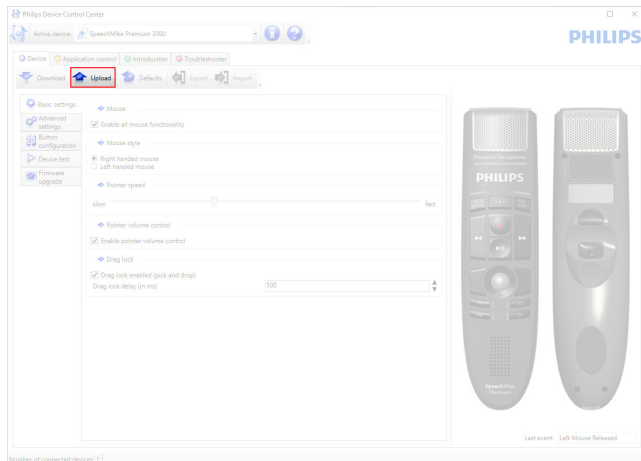 Philips Device Control Center
Active device: SpeechMike Premium 3500
PHILIPS
Device Application control Introduction Troubleshooter
Download Upload Defaults Export Import
Basic settings
Advanced settings
Button configuration
Device test
Firmware upgrade
Mouse
Enable all mouse functionality
Mouse style
Right handed mouse
Left handed mouse
Pointer speed
slow fast
Pointer volume control
Enable pointer volume control
Drag lock
Drag lock enabled (pick and drop)
Drag lock delay (in ms) 500
Precision Microphone
PHILIPS
SpeechMike
Premium
Last event Left Mouse Released
Number of connected devices: 1